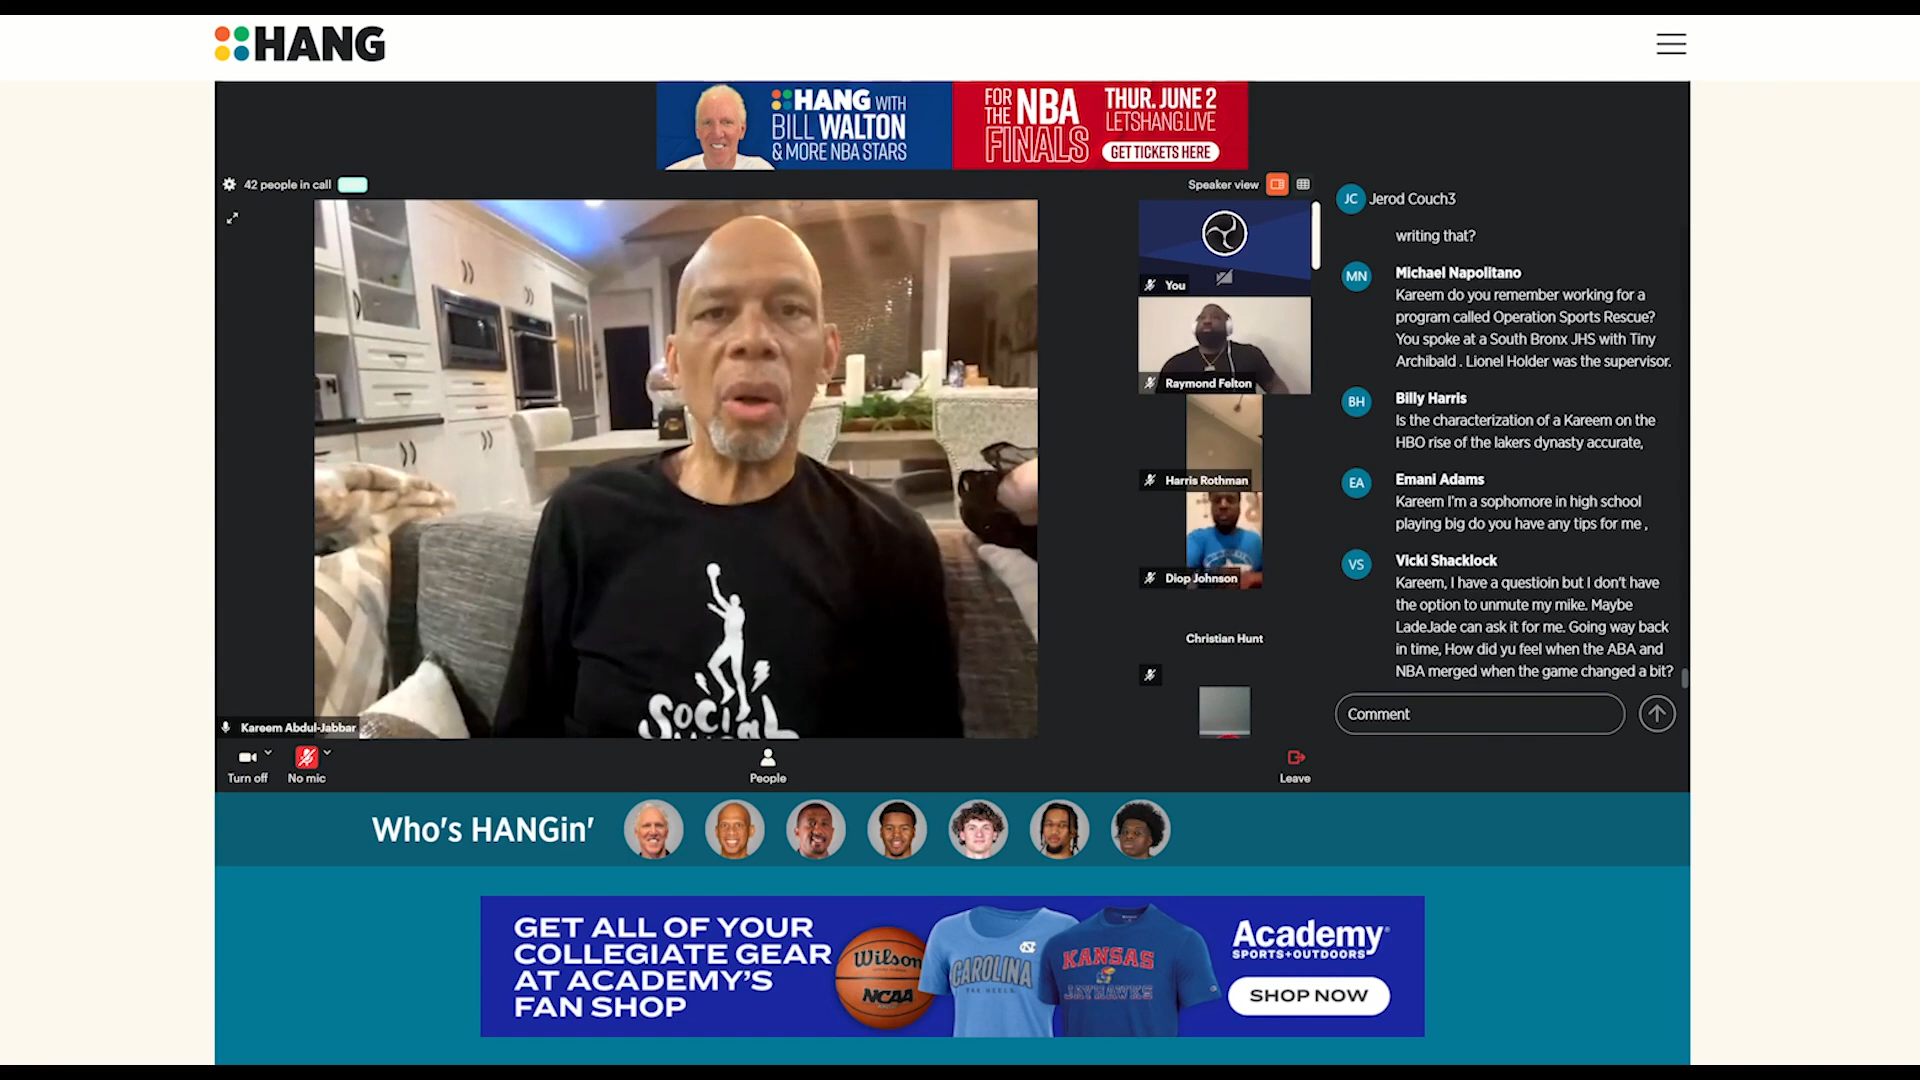 HANG
HANG WITH
BILL WALTON
& MORE NBA STARS
FOR
THE NBA
FINALS
THUR. JUNE 2
LETSHANG.LIVE
GET TICKETS HERE
42 people in call
Speaker view
You
Raymond Felton
Harris Rothman
Diop Johnson
Christian Hunt
Kareem Abdul-Jabbar
SOCIAL
JC
Jerod Couch3
writing that?
MN
Michael Napolitano
Kareem do you remember working for a
program called Operation Sports Rescue?
You spoke at a South Bronx JHS with Tiny
Archibald . Lionel Holder was the supervisor.
BH
Billy Harris
Is the characterization of a Kareem on the
HBO rise of the lakers dynasty accurate,
EA
Emani Adams
Kareem I'm a sophomore in high school
playing big do you have any tips for me ,
VS
Vicki Shacklock
Kareem, I have a questioin but I don't have
the option to unmute my mike. Maybe
LadeJade can ask it for me. Going way back
in time, How did yu feel when the ABA and
NBA merged when the game changed a bit?
Comment
Turn off
No mic
People
Leave
Who's HANGin'
GET ALL OF YOUR
COLLEGIATE GEAR
AT ACADEMY'S
FAN SHOP
Wilson
NCAA
CAROLINA
TAR HEELS
KANSAS
JAYHAWKS
Academy
SPORTS+OUTDOORS
SHOP NOW